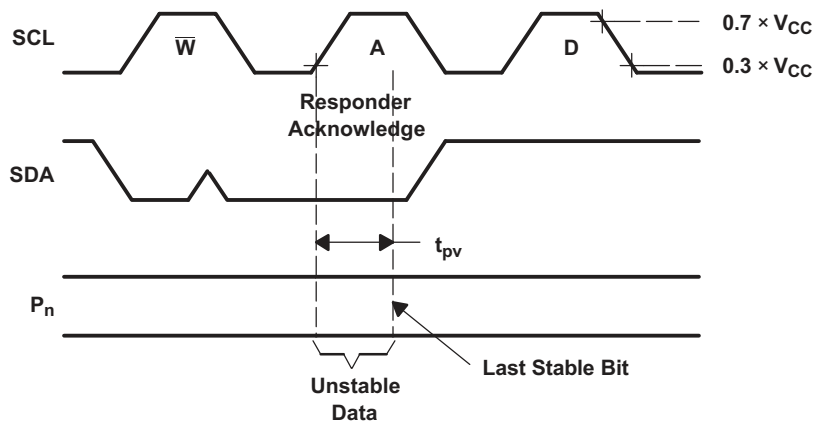 SCL
W̅
A
D
0.7 × VCC
0.3 × VCC
Responder
Acknowledge
SDA
tpv
Pn
Last Stable Bit
Unstable
Data